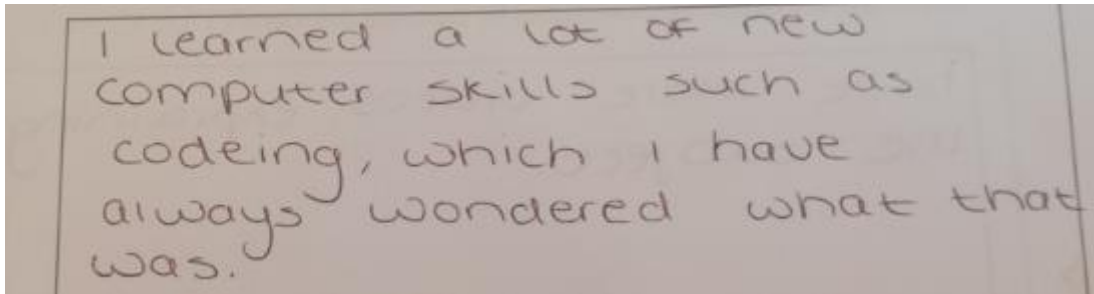 I learned a lot of new
computer skills such as
codeing, which I have
always wondered what that
was.